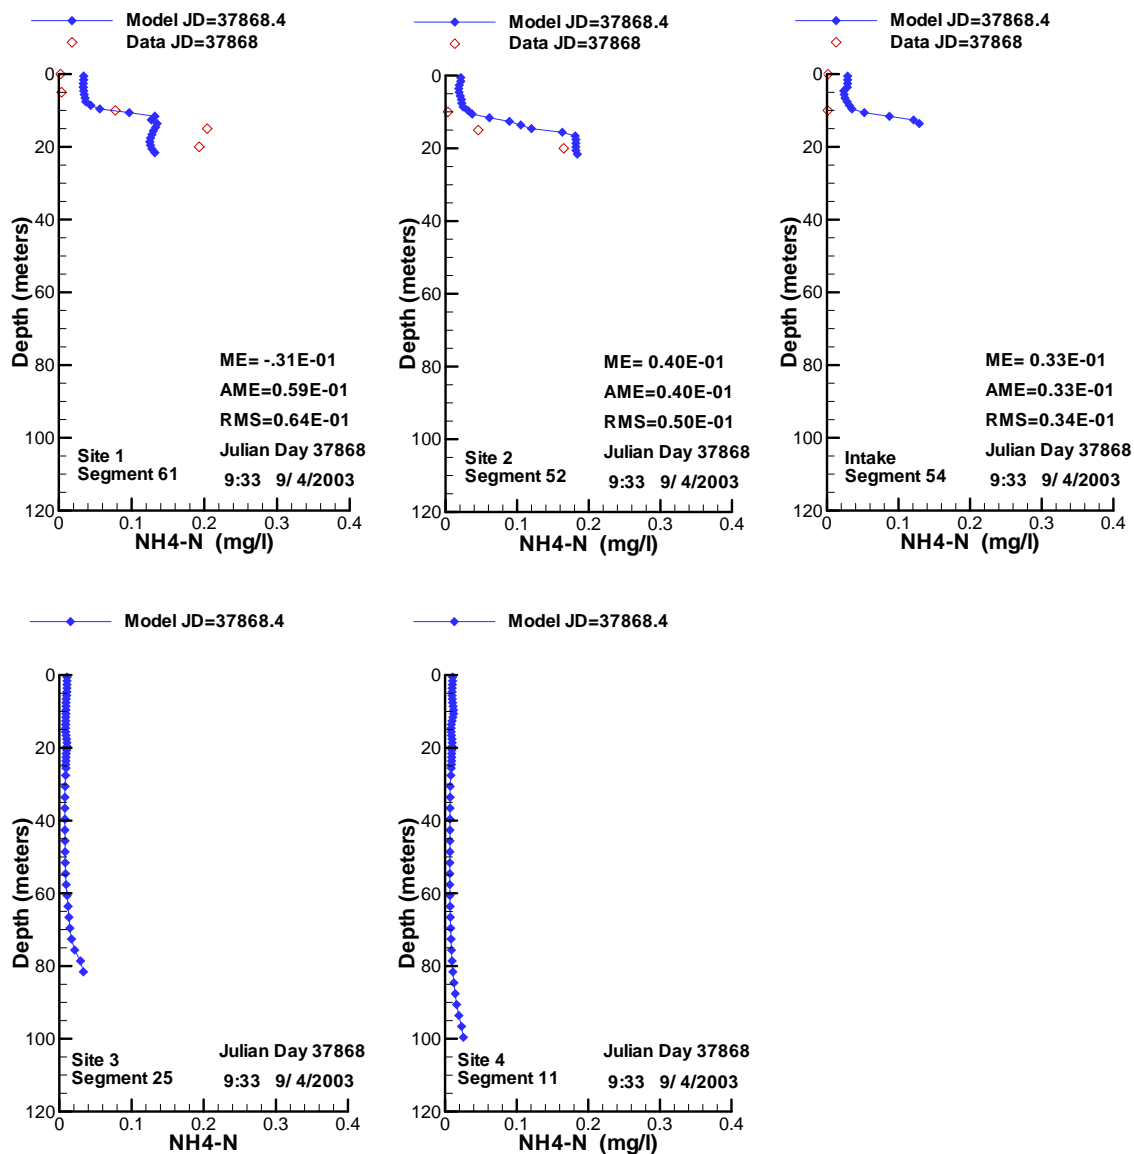 Model JD=37868.4
Data JD=37868
0
20
40
60
80
100
120
Depth (meters)
ME= -.31E-01
AME=0.59E-01
RMS=0.64E-01
Julian Day 37868
9:33 9/ 4/2003
Site 1
Segment 61
0 0.1 0.2 0.3 0.4
NH4-N (mg/l)
Model JD=37868.4
Data JD=37868
0
20
40
60
80
100
120
Depth (meters)
ME= 0.40E-01
AME=0.40E-01
RMS=0.50E-01
Julian Day 37868
9:33 9/ 4/2003
Site 2
Segment 52
0 0.1 0.2 0.3 0.4
NH4-N (mg/l)
Model JD=37868.4
Data JD=37868
0
20
40
60
80
100
120
Depth (meters)
ME= 0.33E-01
AME=0.33E-01
RMS=0.34E-01
Julian Day 37868
9:33 9/ 4/2003
Intake
Segment 54
0 0.1 0.2 0.3 0.4
NH4-N (mg/l)
Model JD=37868.4
0
20
40
60
80
100
120
Depth (meters)
Julian Day 37868
9:33 9/ 4/2003
Site 3
Segment 25
0 0.1 0.2 0.3 0.4
NH4-N
Model JD=37868.4
0
20
40
60
80
100
120
Depth (meters)
Julian Day 37868
9:33 9/ 4/2003
Site 4
Segment 11
0 0.1 0.2 0.3 0.4
NH4-N (mg/l)